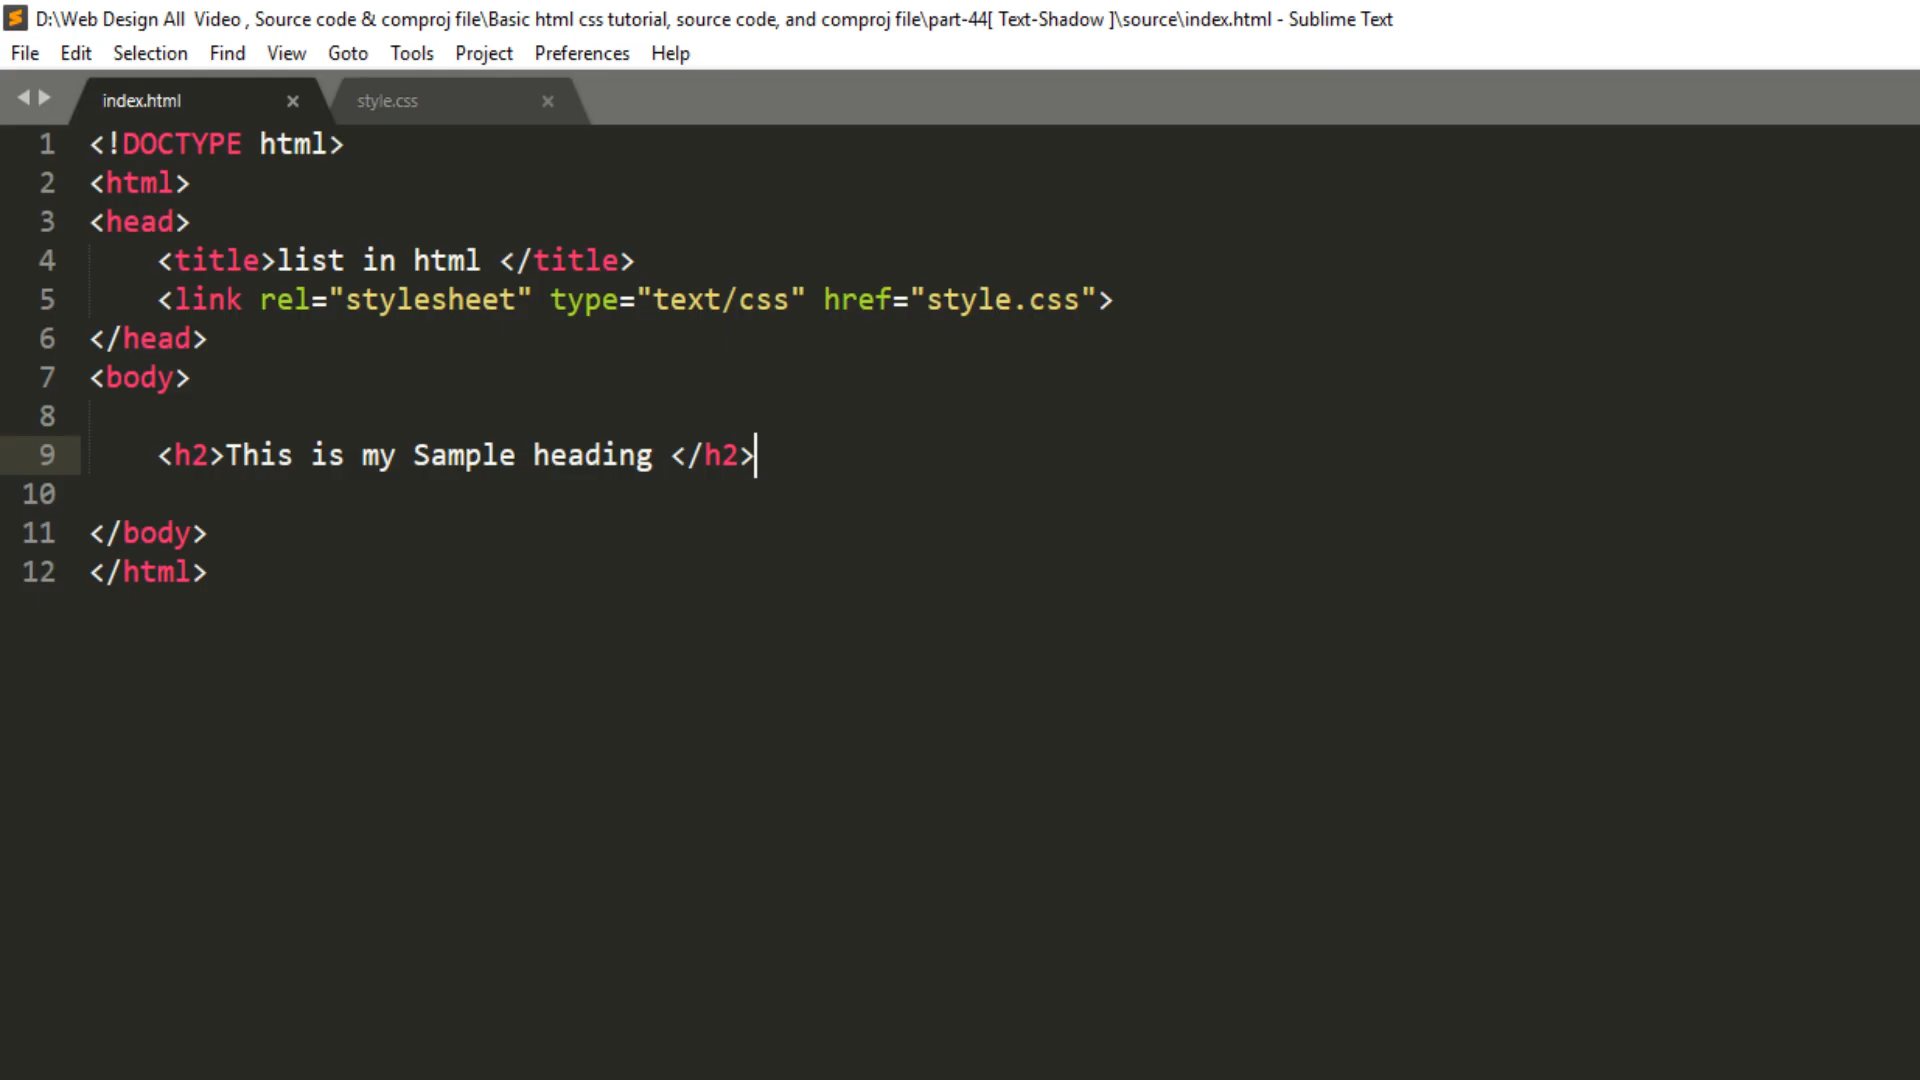 D:\Web Design All  Video , Source code & comproj file\Basic html css tutorial, source code, and comproj file\part-44[ Text-Shadow ]\source\index.html - Sublime Text
File Edit Selection Find View Goto Tools Project Preferences Help
index.html × style.css ×
1 <!DOCTYPE html>
2 <html>
3 <head>
4     <title>list in html </title>
5     <link rel="stylesheet" type="text/css" href="style.css">
6 </head>
7 <body>
8
9     <h2>This is my Sample heading </h2>
10
11 </body>
12 </html>